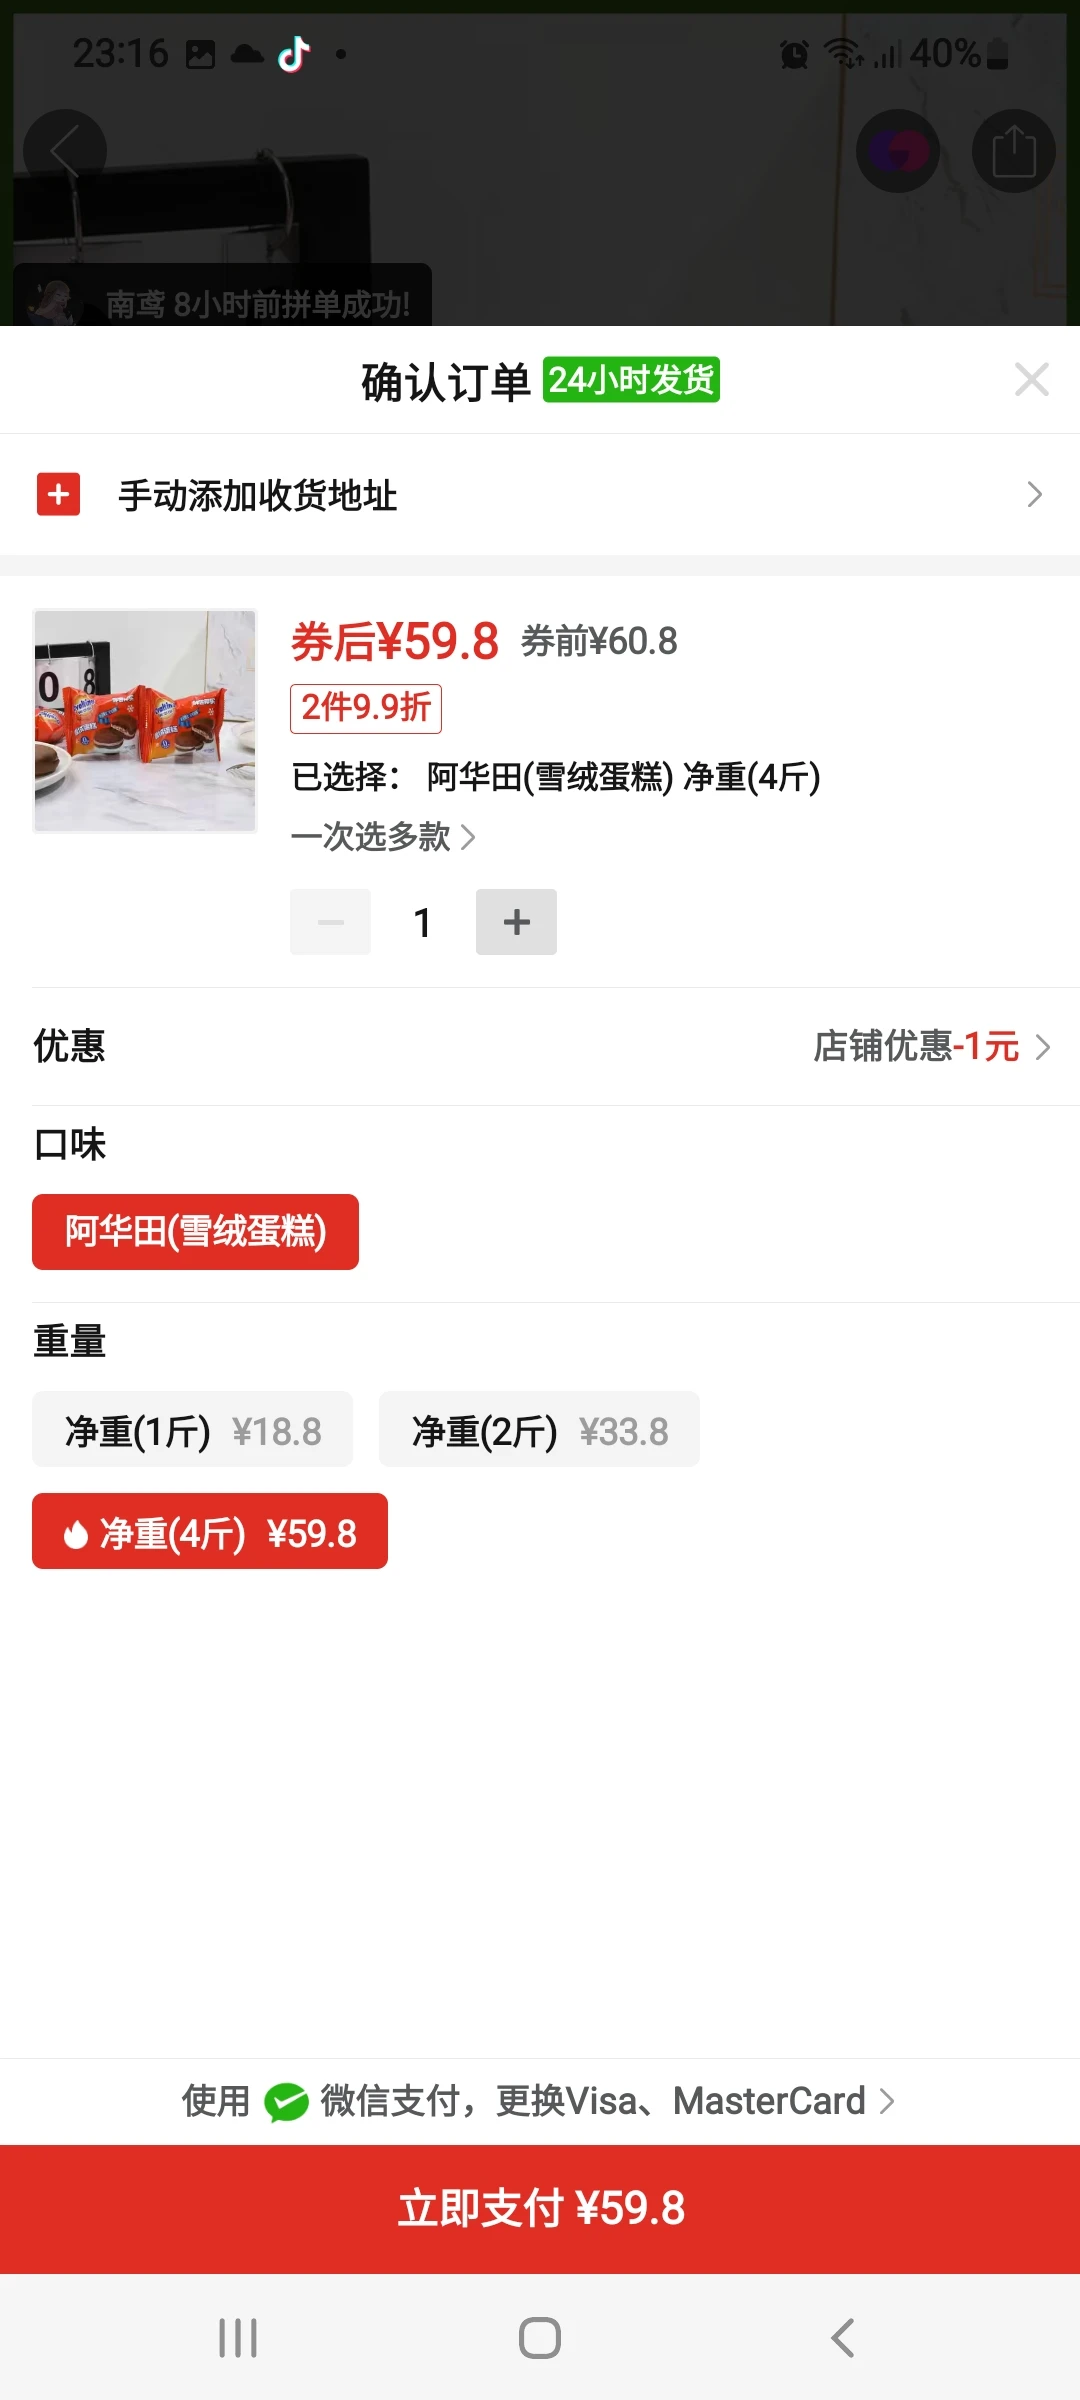 23:16 40%
南鸢 8小时前拼单成功!
确认订单 24小时发货
手动添加收货地址
券后¥59.8 券前¥60.8
2件9.9折
已选择： 阿华田(雪绒蛋糕) 净重(4斤)
一次选多款
1
优惠 店铺优惠-1元
口味
阿华田(雪绒蛋糕)
重量
净重(1斤) ¥18.8 净重(2斤) ¥33.8
净重(4斤) ¥59.8
使用 微信支付，更换Visa、MasterCard
立即支付 ¥59.8